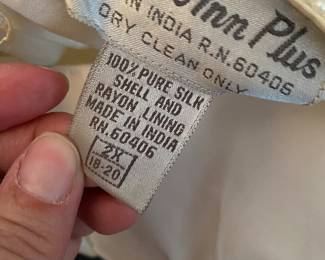 Inn Plus
IN INDIA R.N. 60406
DRY CLEAN ONLY
100% PURE SILK
SHELL AND
RAYON LINING
MADE IN INDIA
RN. 60406
2X
18-20